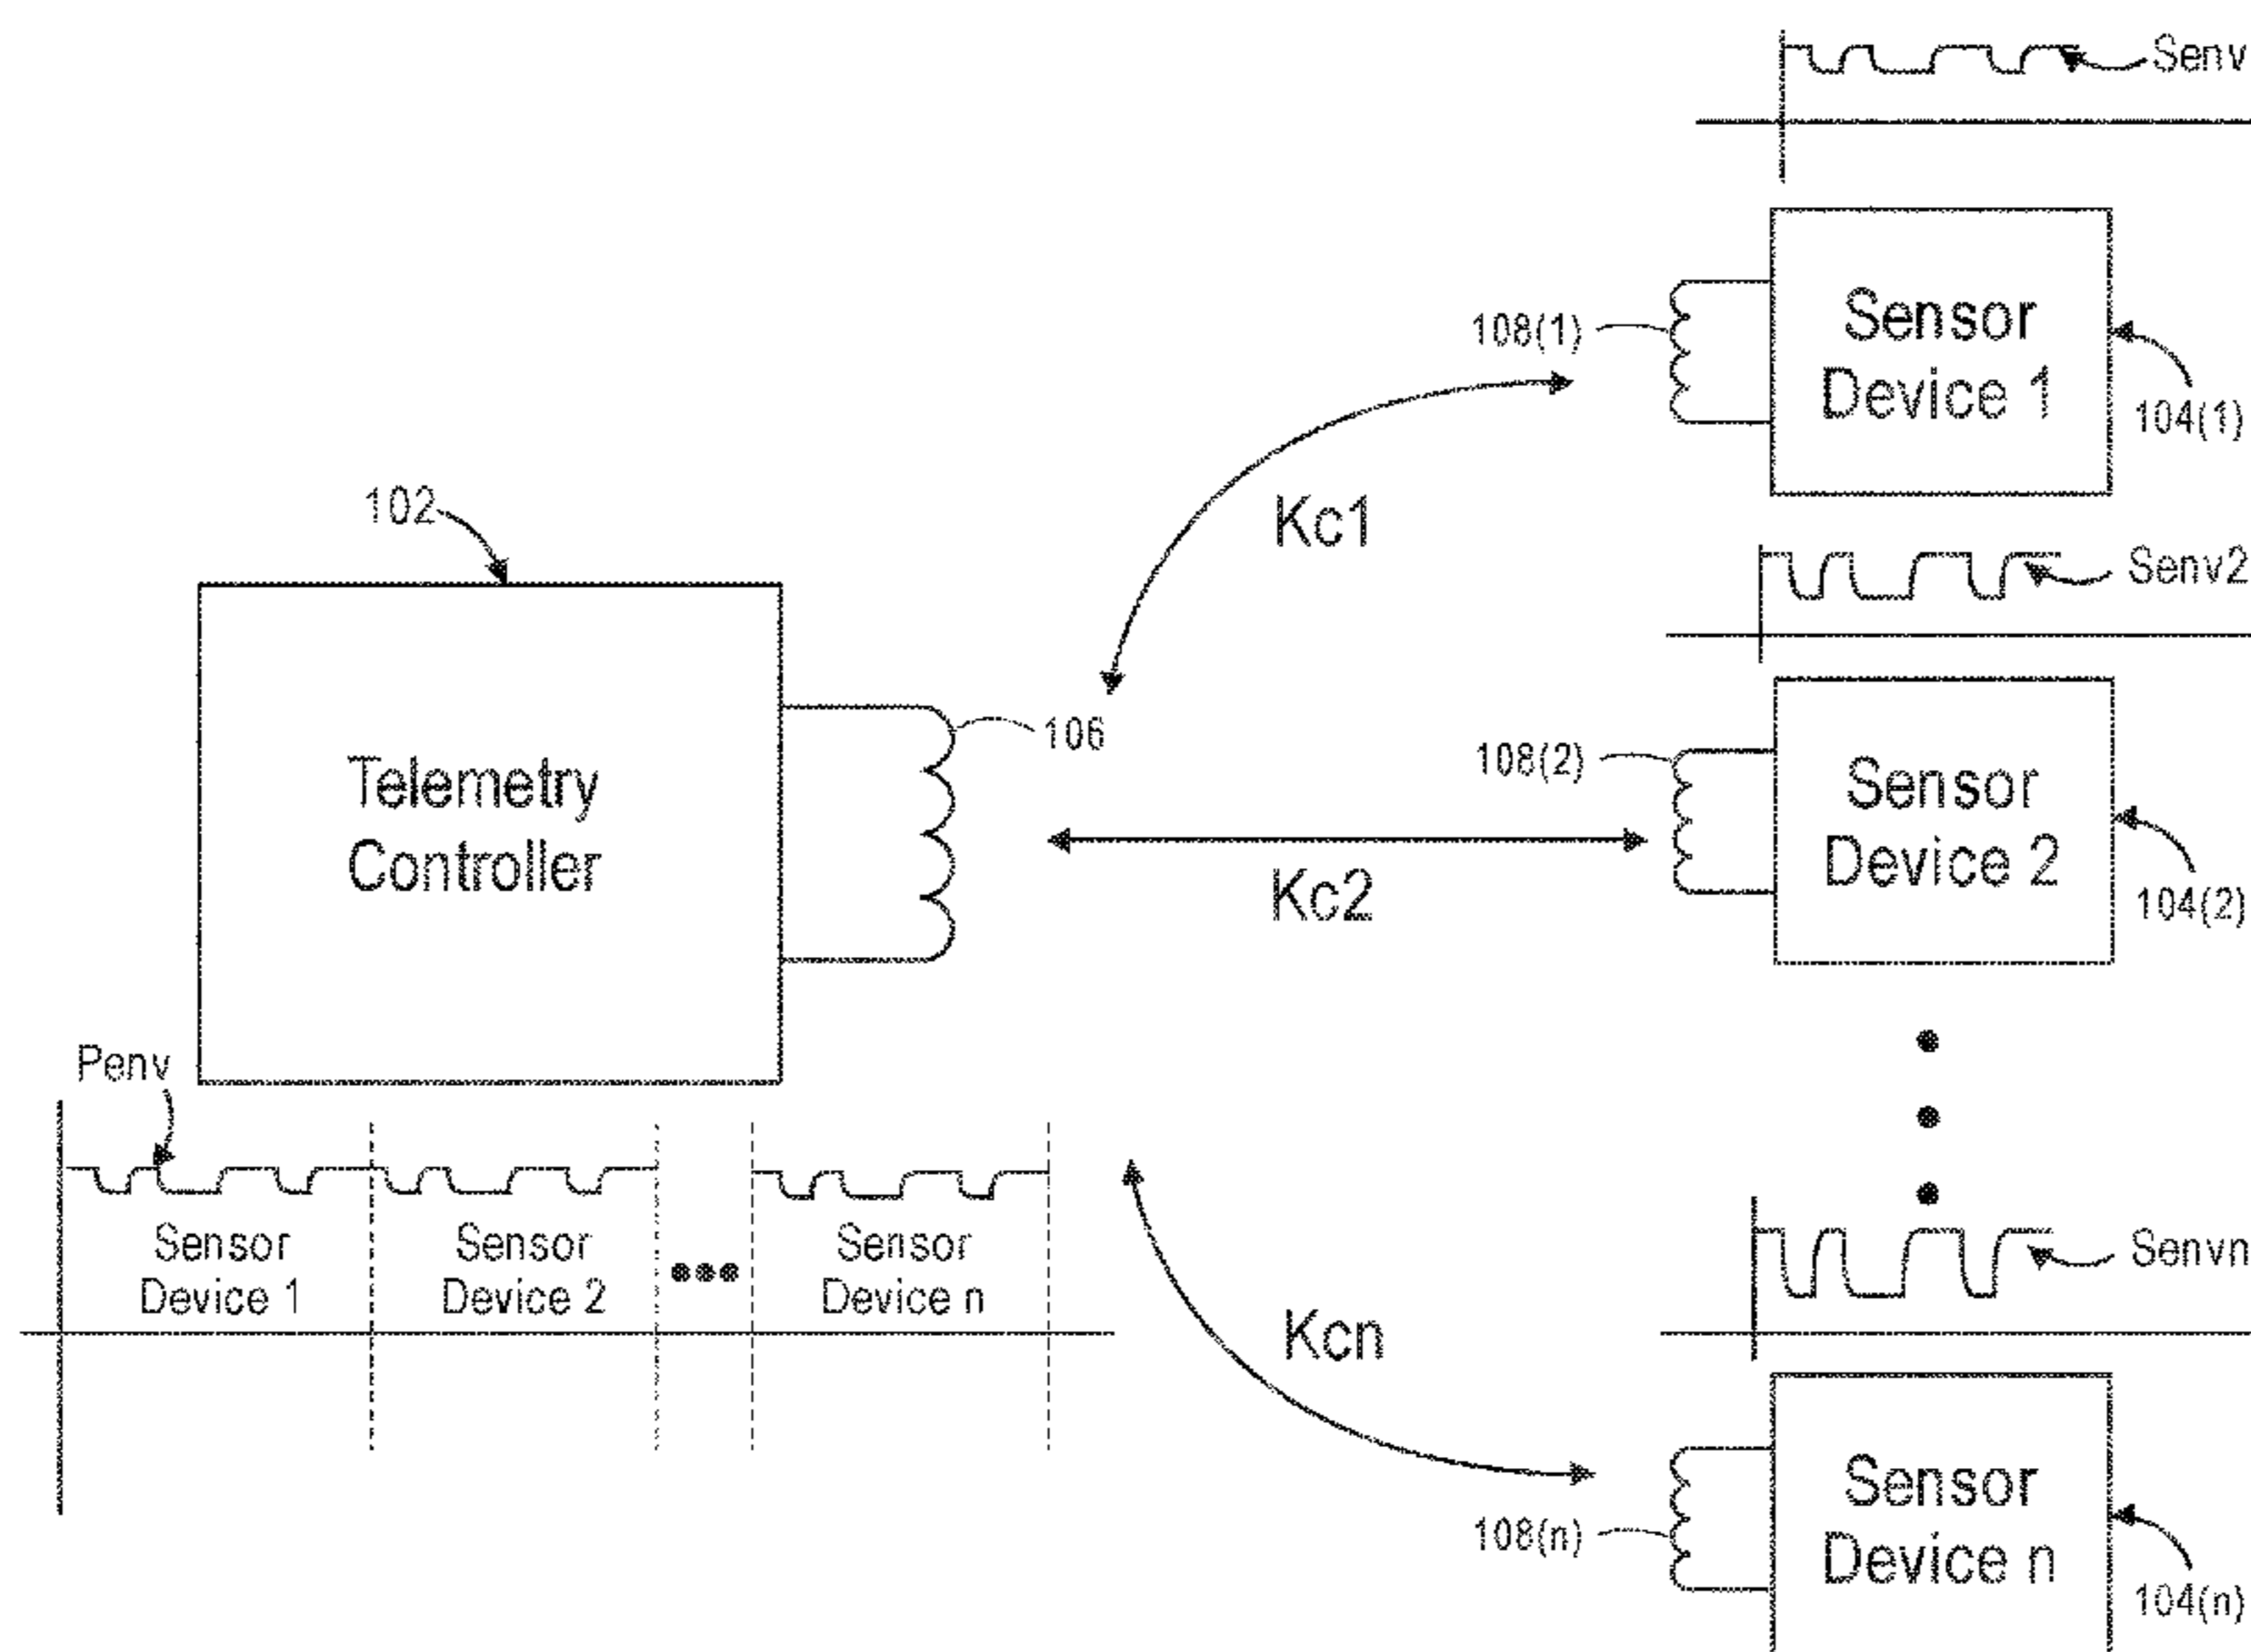 Senv
Sensor
Device 1
108(1)
104(1)
Kc1
102
Senv2
Telemetry
Controller
106
108(2)
Sensor
Device 2
104(2)
Kc2
Penv
Sensor
Device 1
Sensor
Device 2
Sensor
Device n
Senvn
Kcn
Sensor
Device n
108(n)
104(n)